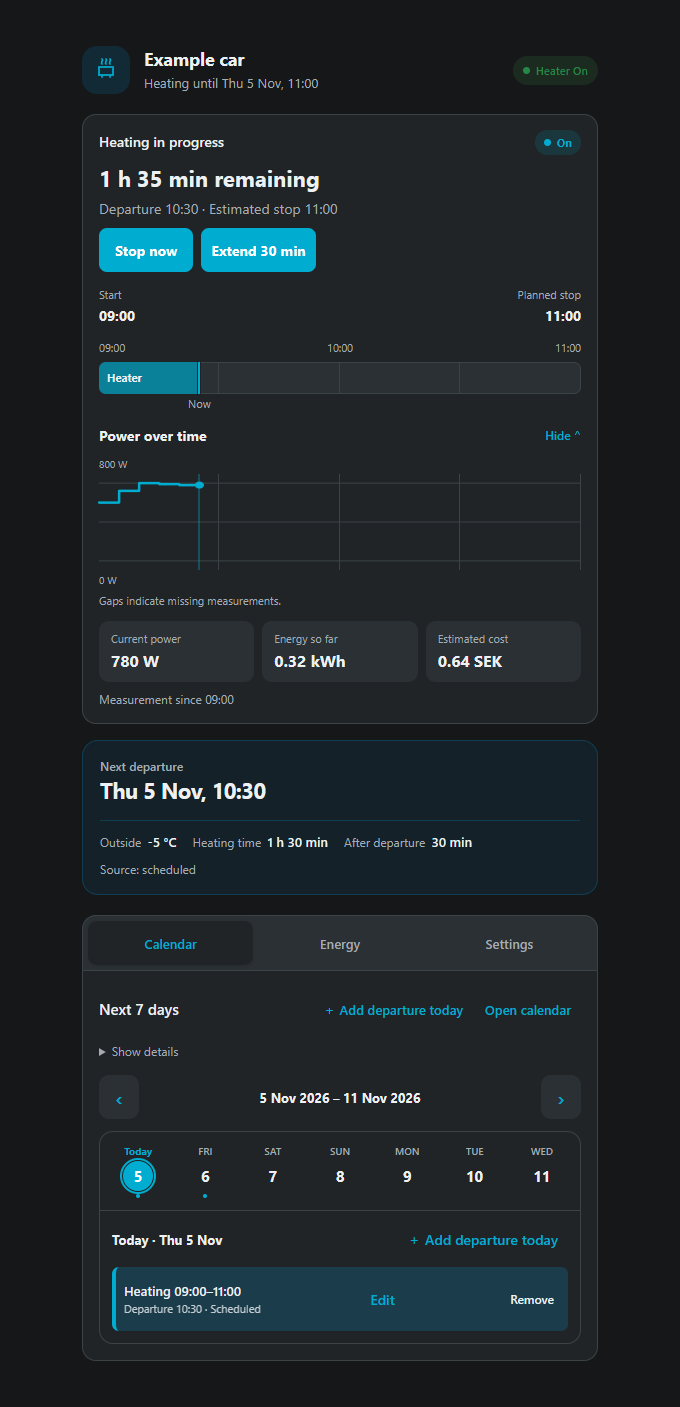 Example car
Heating until Thu 5 Nov, 11:00
Heater On
Heating in progress
On
1 h 35 min remaining
Departure 10:30 · Estimated stop 11:00
Stop now
Extend 30 min
Start
Planned stop
09:00
11:00
09:00
10:00
11:00
Heater
Now
Power over time
Hide ^
800 W
0 W
Gaps indicate missing measurements.
Current power
Energy so far
Estimated cost
780 W
0.32 kWh
0.64 SEK
Measurement since 09:00
Next departure
Thu 5 Nov, 10:30
Outside -5 °C Heating time 1 h 30 min After departure 30 min
Source: scheduled
Calendar
Energy
Settings
Next 7 days
+ Add departure today
Open calendar
▶ Show details
‹
5 Nov 2026 – 11 Nov 2026
›
Today FRI SAT SUN MON TUE WED
5 6 7 8 9 10 11
Today · Thu 5 Nov
+ Add departure today
Heating 09:00–11:00
Departure 10:30 · Scheduled
Edit
Remove